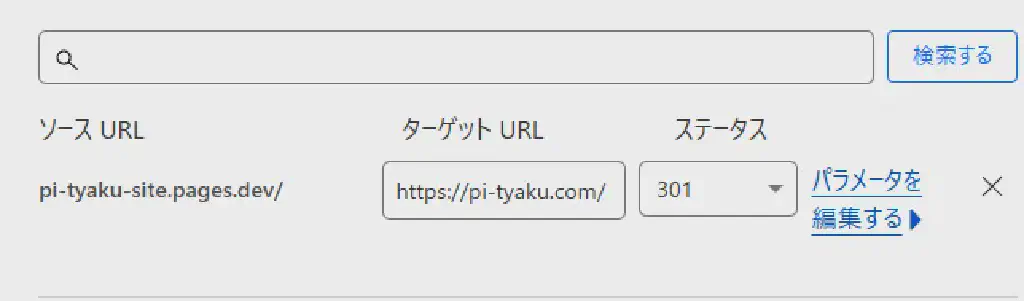 検索する
ソース URL
ターゲット URL
ステータス
pi-tyaku-site.pages.dev/
https://pi-tyaku.com/
301
パラメータを
編集する